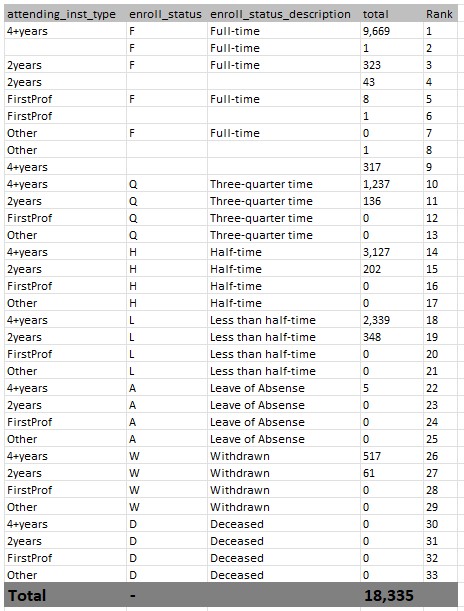 attending_inst_type enroll_status enroll_status_description total Rank
4+years F Full-time 9,669 1
F Full-time 1 2
2years F Full-time 323 3
2years 43 4
FirstProf F Full-time 8 5
FirstProf 1 6
Other F Full-time 0 7
Other 1 8
4+years 317 9
4+years Q Three-quarter time 1,237 10
2years Q Three-quarter time 136 11
FirstProf Q Three-quarter time 0 12
Other Q Three-quarter time 0 13
4+years H Half-time 3,127 14
2years H Half-time 202 15
FirstProf H Half-time 0 16
Other H Half-time 0 17
4+years L Less than half-time 2,339 18
2years L Less than half-time 348 19
FirstProf L Less than half-time 0 20
Other L Less than half-time 0 21
4+years A Leave of Absense 5 22
2years A Leave of Absense 0 23
FirstProf A Leave of Absense 0 24
Other A Leave of Absense 0 25
4+years W Withdrawn 517 26
2years W Withdrawn 61 27
FirstProf W Withdrawn 0 28
Other W Withdrawn 0 29
4+years D Deceased 0 30
2years D Deceased 0 31
FirstProf D Deceased 0 32
Other D Deceased 0 33
Total - 18,335